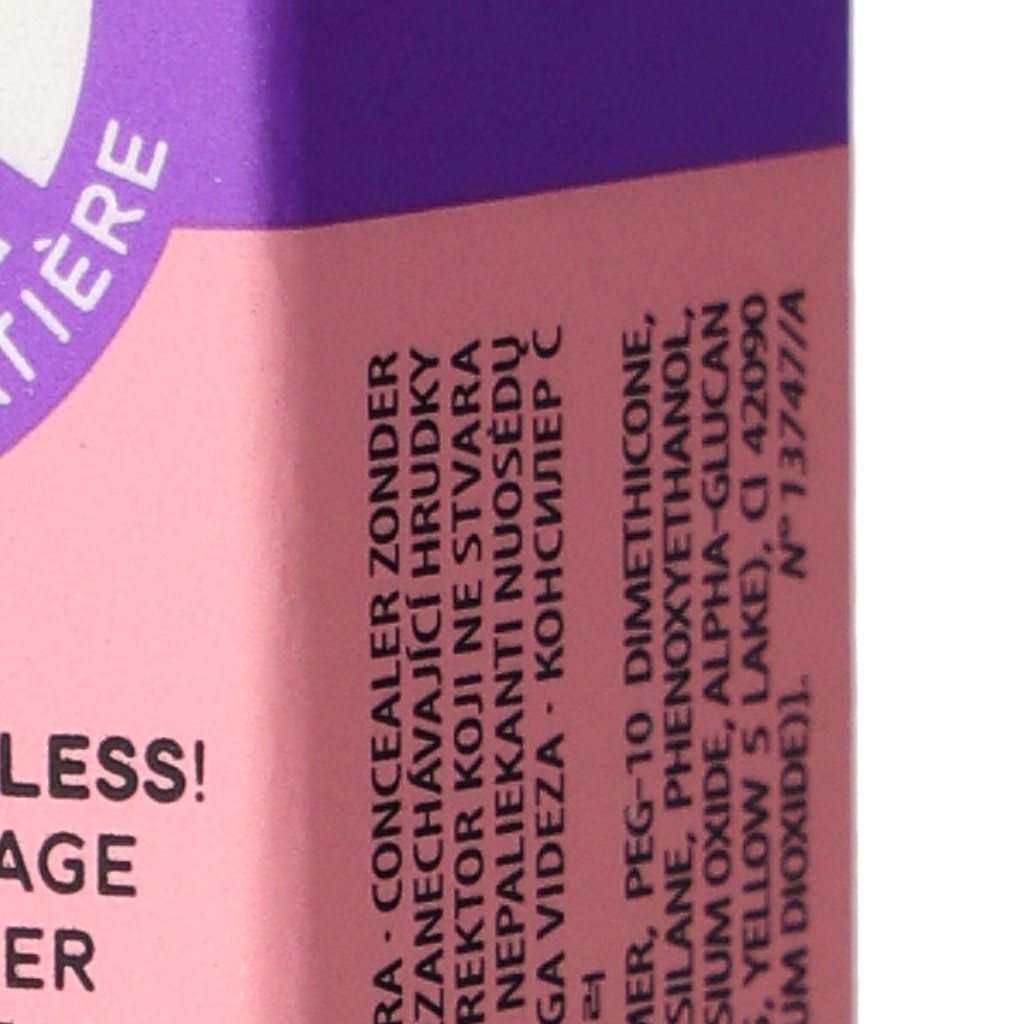 TIÈRE
LESS!
AGE
ER
RA · CONCEALER ZONDER
ZANECHÁVAJÍCÍ HRUDKY
REKTOR KOJI NE STVARA
NEPALIEKANTI NUOSĖDŲ
GA VIDEZA · КОНСИЛЕР С
러
MER, PEG-10 DIMETHICONE,
SILANE, PHENOXYETHANOL,
SIUM OXIDE, ALPHA-GLUCAN
, YELLOW 5 LAKE), CI 42090
UM DIOXIDE)]. N°13747/A